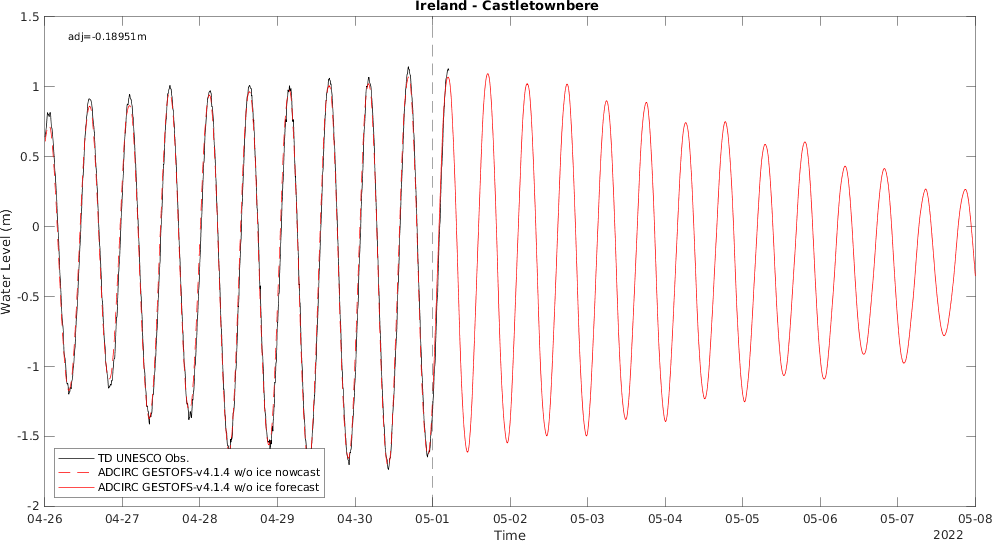 Ireland - Castletownbere
adj=-0.18951m
1.5
1
0.5
0
-0.5
-1
-1.5
-2
Water Level (m)
TD UNESCO Obs.
ADCIRC GESTOFS-v4.1.4 w/o ice nowcast
ADCIRC GESTOFS-v4.1.4 w/o ice forecast
04-26 04-27 04-28 04-29 04-30 05-01 05-02 05-03 05-04 05-05 05-06 05-07 05-08
Time
2022